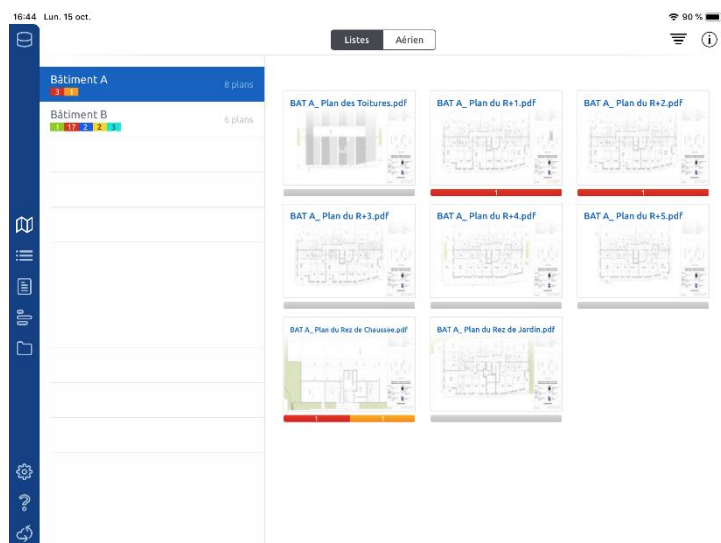 16:44 Lun. 15 oct.
90 %
Listes
Aérien
Bâtiment A
3 1
8 plans
Bâtiment B
1 17 2 2 3
6 plans
BAT A_ Plan des Toitures.pdf
BAT A_ Plan du R+1.pdf
BAT A_ Plan du R+2.pdf
1
1
BAT A_ Plan du R+3.pdf
BAT A_ Plan du R+4.pdf
BAT A_ Plan du R+5.pdf
BAT A_ Plan du Rez de Chaussée.pdf
BAT A_ Plan du Rez de Jardin.pdf
1
1